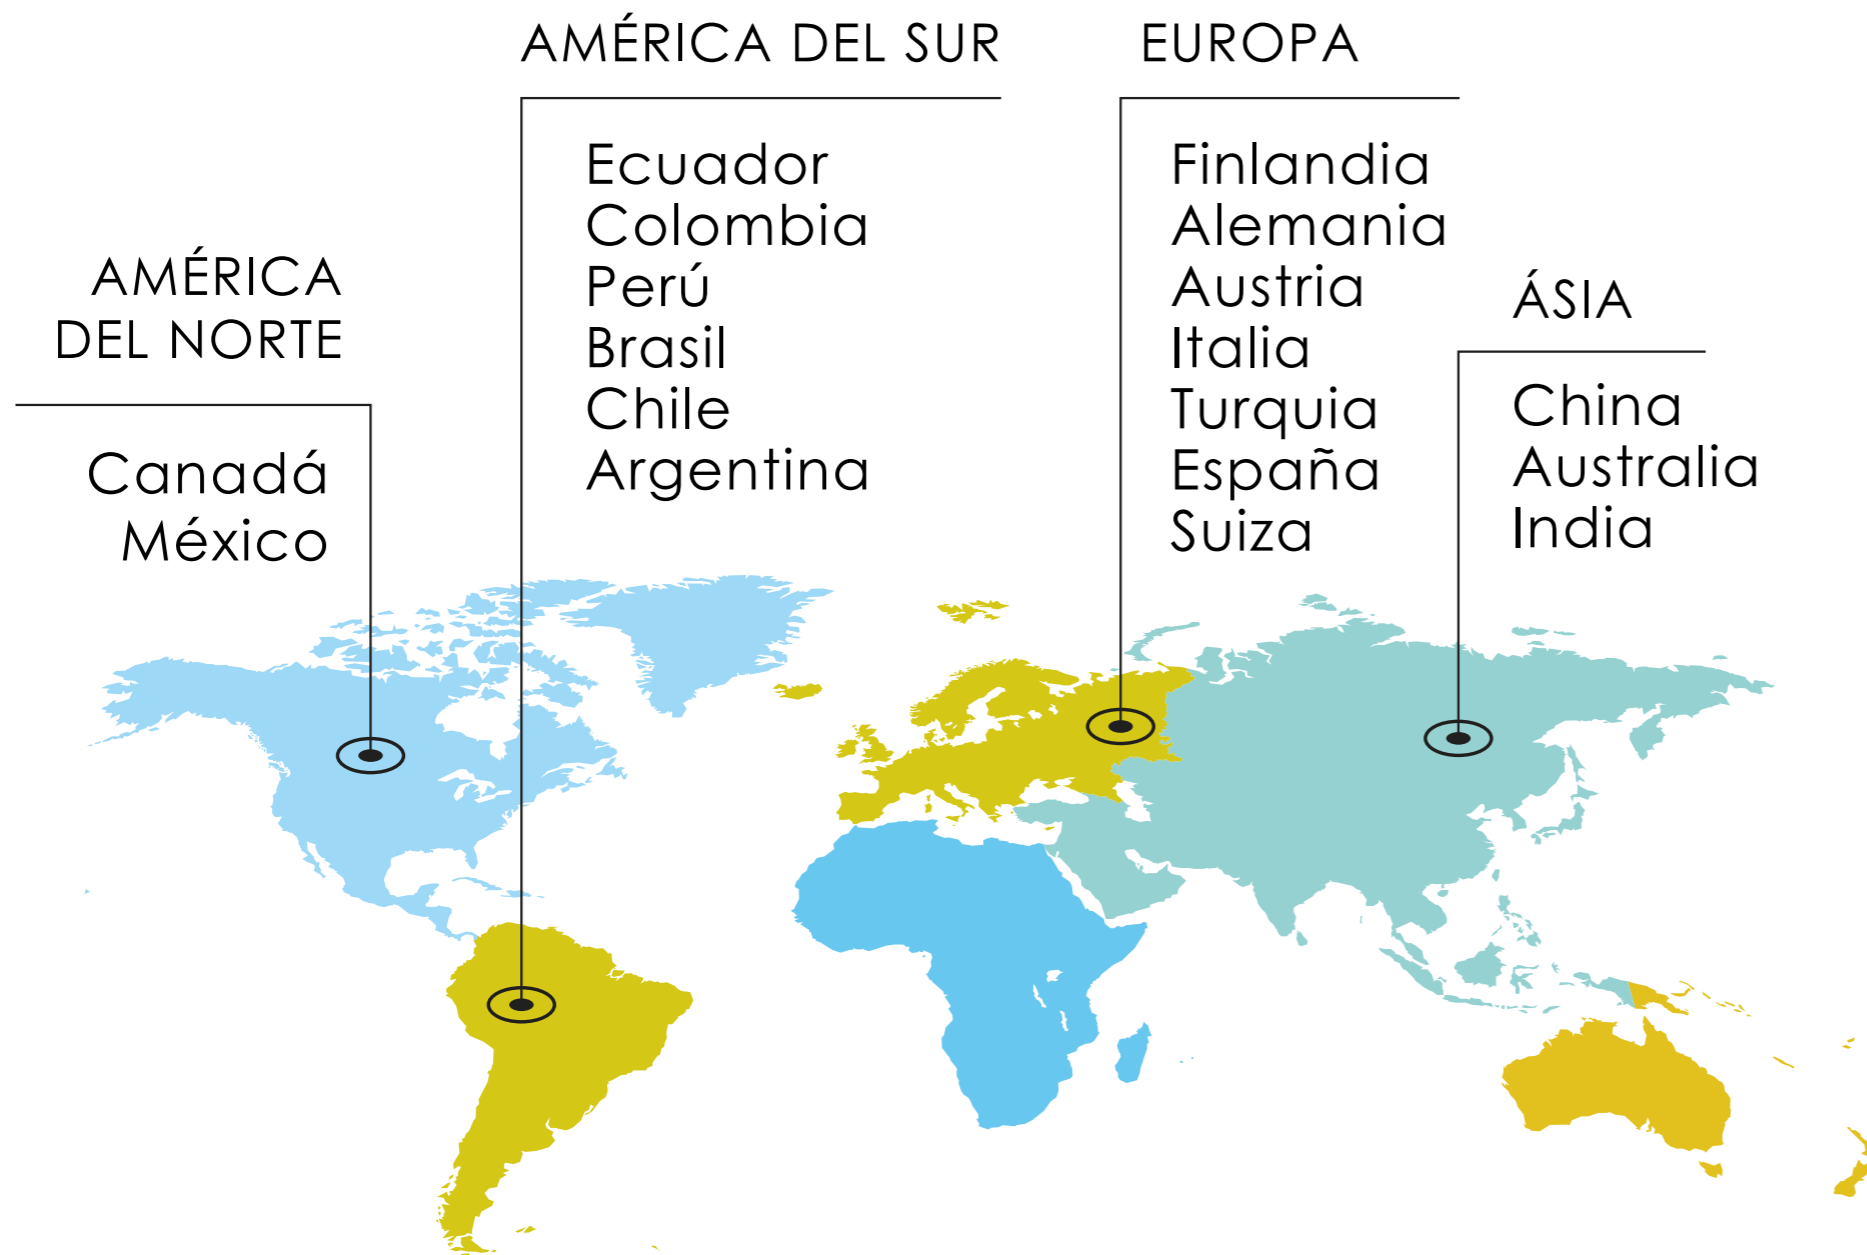 AMÉRICA
DEL NORTE
Canadá
México
AMÉRICA DEL SUR
Ecuador
Colombia
Perú
Brasil
Chile
Argentina
EUROPA
Finlandia
Alemania
Austria
Italia
Turquia
España
Suiza
ÁSIA
China
Australia
India